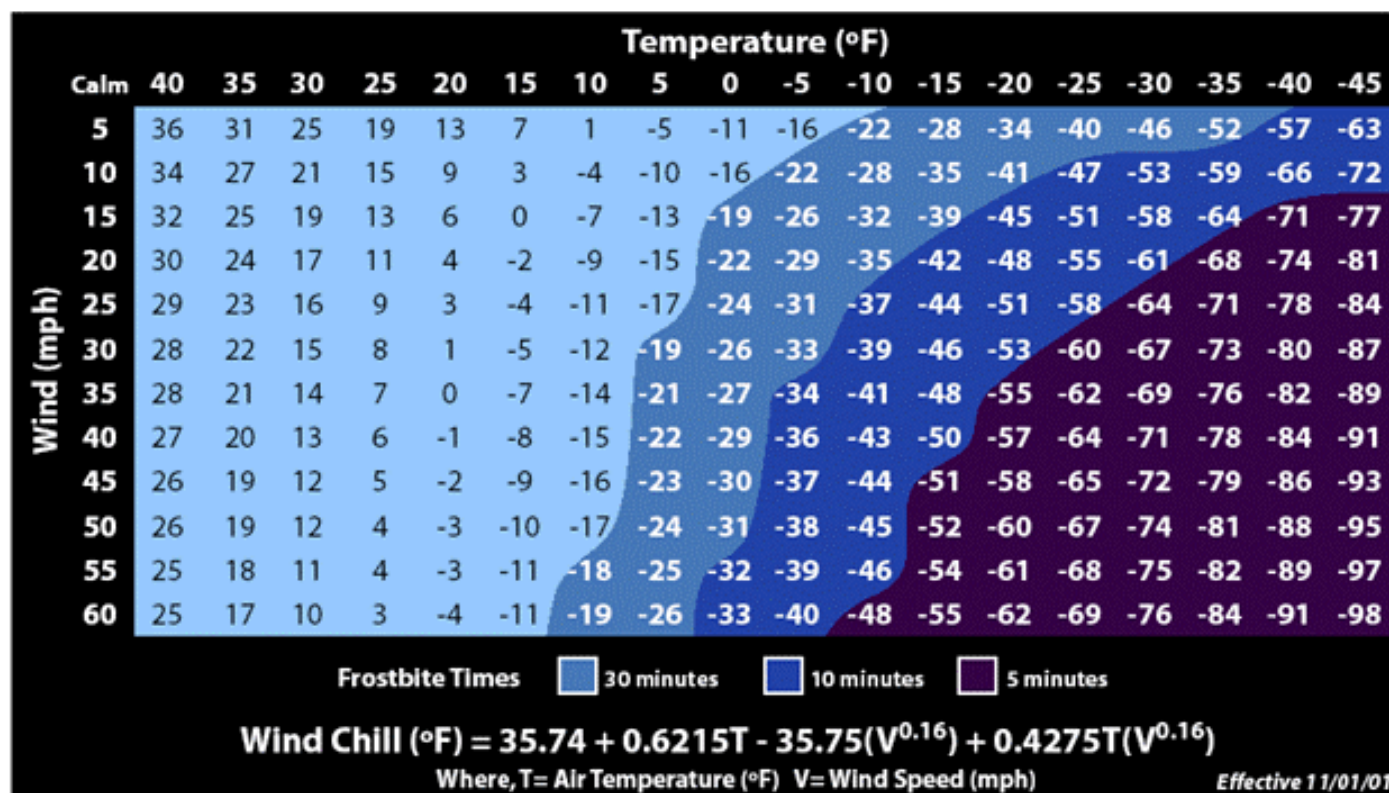 Temperature (ºF)
Calm 40 35 30 25 20 15 10 5 0 -5 -10 -15 -20 -25 -30 -35 -40 -45
5 36 31 25 19 13 7 1 -5 -11 -16 -22 -28 -34 -40 -46 -52 -57 -63
10 34 27 21 15 9 3 -4 -10 -16 -22 -28 -35 -41 -47 -53 -59 -66 -72
15 32 25 19 13 6 0 -7 -13 -19 -26 -32 -39 -45 -51 -58 -64 -71 -77
20 30 24 17 11 4 -2 -9 -15 -22 -29 -35 -42 -48 -55 -61 -68 -74 -81
25 29 23 16 9 3 -4 -11 -17 -24 -31 -37 -44 -51 -58 -64 -71 -78 -84
30 28 22 15 8 1 -5 -12 -19 -26 -33 -39 -46 -53 -60 -67 -73 -80 -87
35 28 21 14 7 0 -7 -14 -21 -27 -34 -41 -48 -55 -62 -69 -76 -82 -89
40 27 20 13 6 -1 -8 -15 -22 -29 -36 -43 -50 -57 -64 -71 -78 -84 -91
45 26 19 12 5 -2 -9 -16 -23 -30 -37 -44 -51 -58 -65 -72 -79 -86 -93
50 26 19 12 4 -3 -10 -17 -24 -31 -38 -45 -52 -60 -67 -74 -81 -88 -95
55 25 18 11 4 -3 -11 -18 -25 -32 -39 -46 -54 -61 -68 -75 -82 -89 -97
60 25 17 10 3 -4 -11 -19 -26 -33 -40 -48 -55 -62 -69 -76 -84 -91 -98
Wind (mph)
Frostbite Times 30 minutes 10 minutes 5 minutes
Wind Chill (ºF) = 35.74 + 0.6215T - 35.75(V^0.16) + 0.4275T(V^0.16)
Where, T= Air Temperature (ºF) V= Wind Speed (mph) Effective 11/01/01